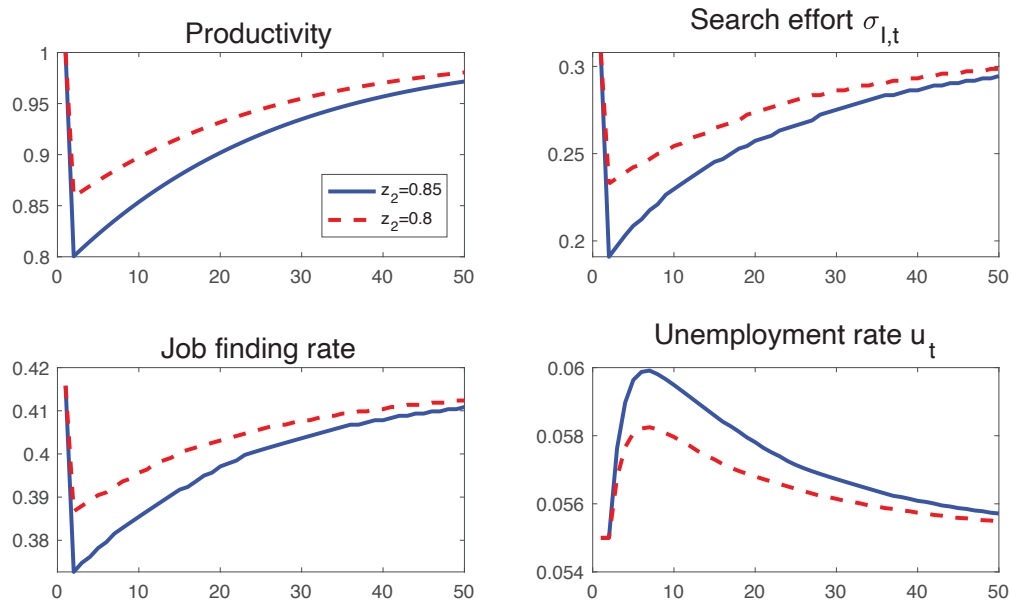 Productivity
1
0.95
0.9
0.85
0.8
0 10 20 30 40 50
z2=0.85
z2=0.8
Search effort σI,t
0.3
0.25
0.2
0 10 20 30 40 50
Job finding rate
0.42
0.41
0.4
0.39
0.38
0 10 20 30 40 50
Unemployment rate ut
0.06
0.058
0.056
0.054
0 10 20 30 40 50